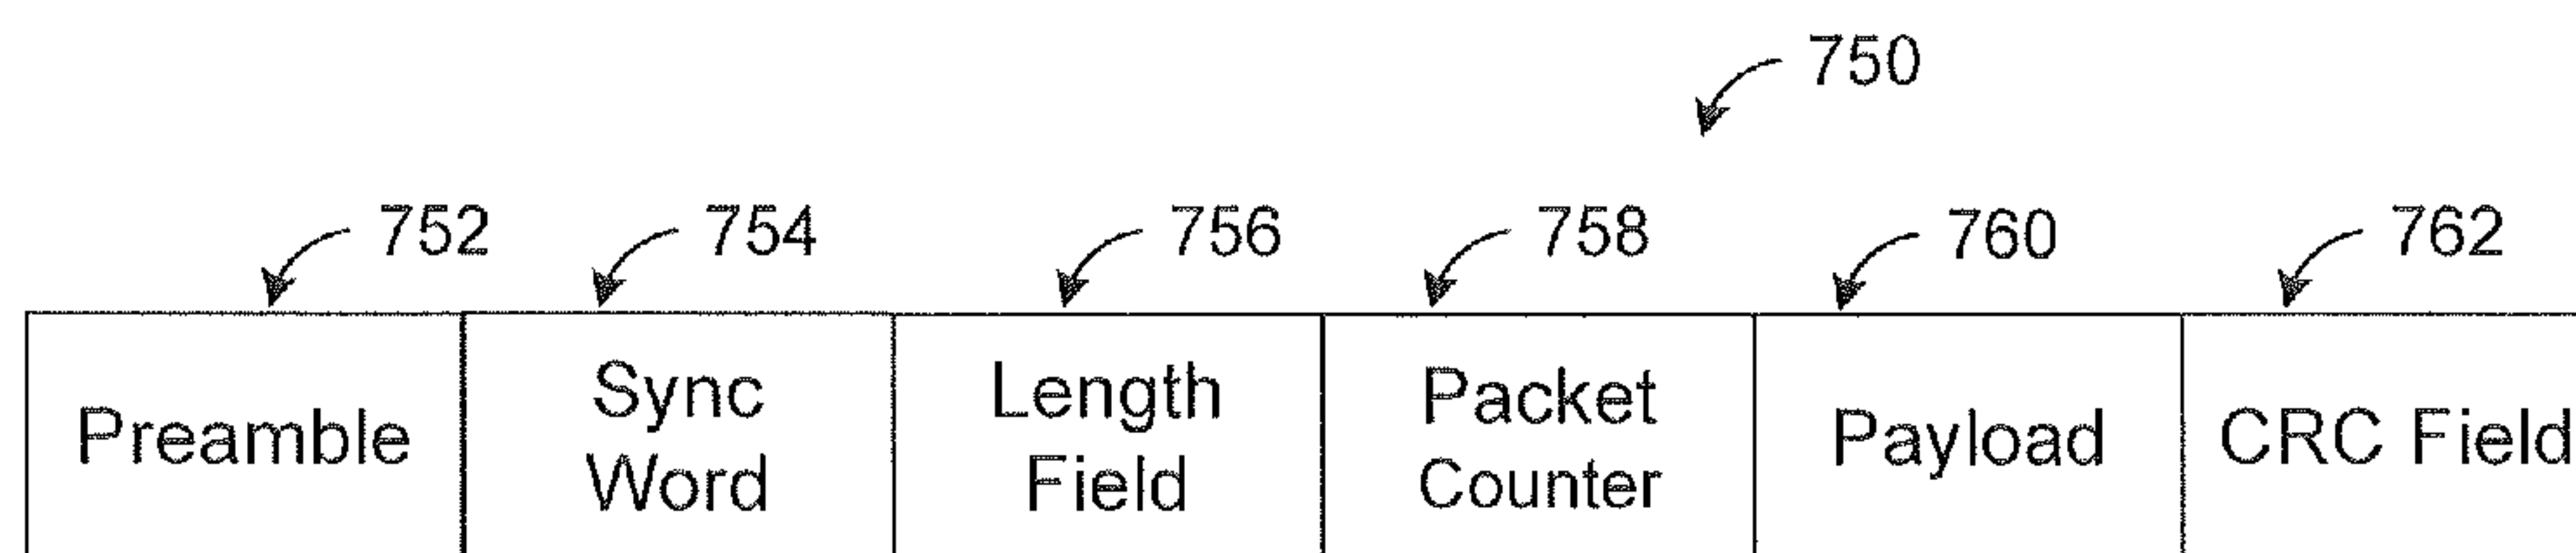 750
752 754 756 758 760 762
Preamble
Sync
Word
Length
Field
Packet
Counter
Payload
CRC Field